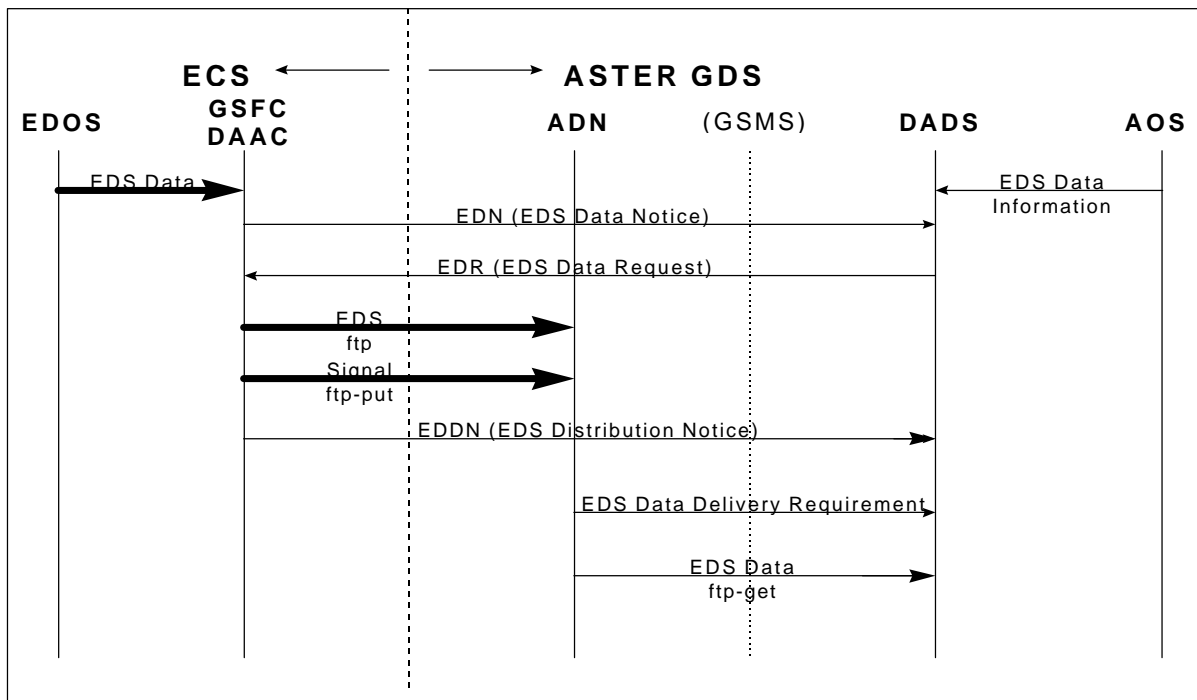 ECS ASTER GDS
EDOS GSFC DAAC ADN (GSMS) DADS AOS
EDS Data
EDS Data
Information
EDN (EDS Data Notice)
EDR (EDS Data Request)
EDS
ftp
Signal
ftp-put
EDDN (EDS Distribution Notice)
EDS Data Delivery Requirement
EDS Data
ftp-get